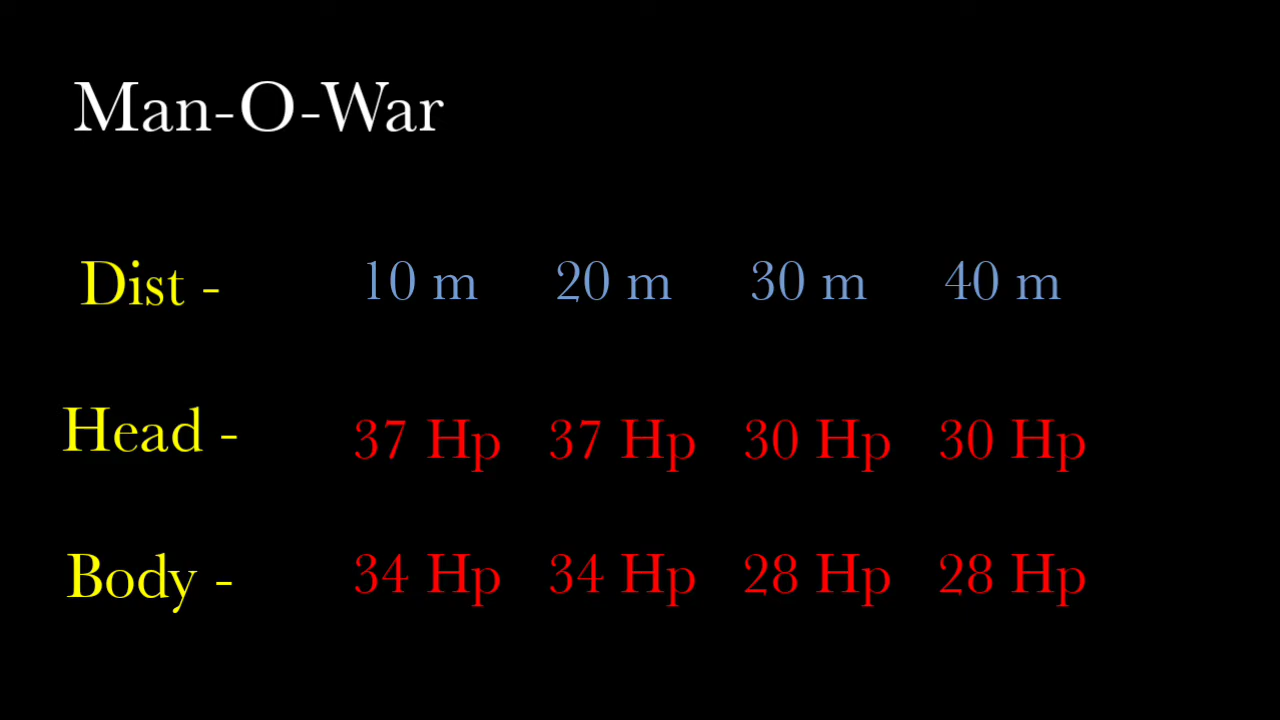 Man-O-War
Dist - 10 m 20 m 30 m 40 m
Head - 37 Hp 37 Hp 30 Hp 30 Hp
Body - 34 Hp 34 Hp 28 Hp 28 Hp